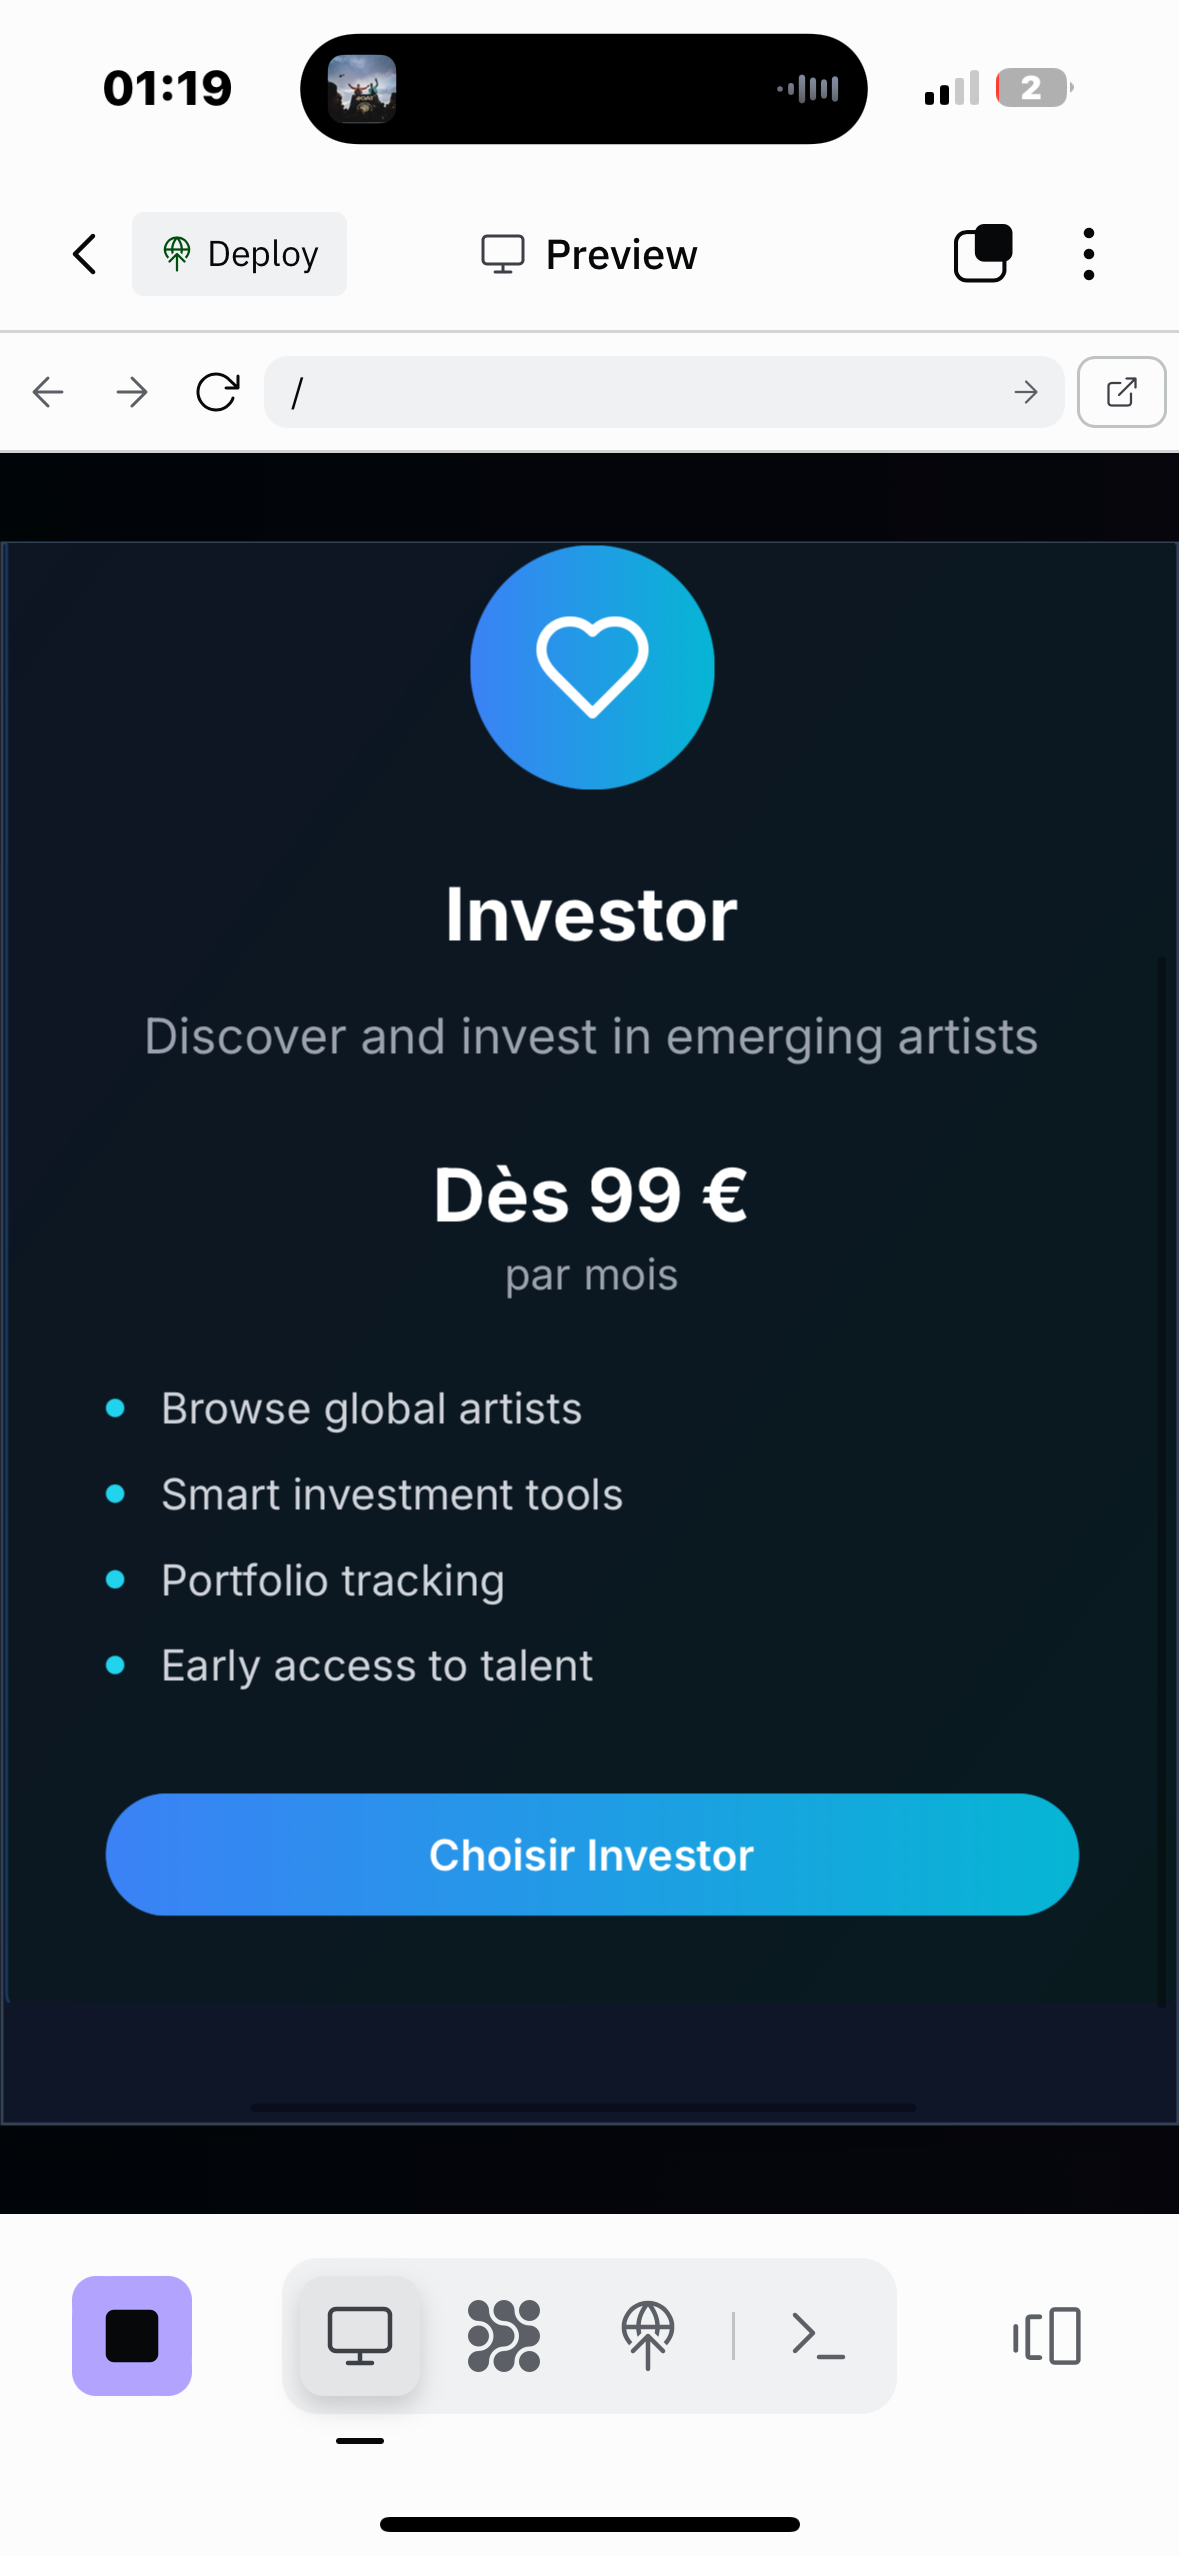 01:19
2
Deploy
Preview
/
Investor
Discover and invest in emerging artists
Dès 99 €
par mois
Browse global artists
Smart investment tools
Portfolio tracking
Early access to talent
Choisir Investor